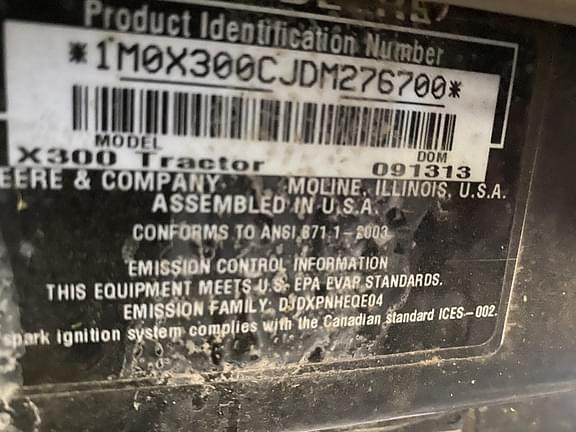 Product Identification Number
*1M0X300CJDM276700*
MODEL DOM
X300 Tractor 091313
EERE & COMPANY MOLINE, ILLINOIS, U.S.A.
ASSEMBLED IN U.S.A.
CONFORMS TO ANSI B71.1-2003
EMISSION CONTROL INFORMATION
THIS EQUIPMENT MEETS U.S. EPA EVAP STANDARDS.
EMISSION FAMILY: DJDXPNHEQE04
spark ignition system complies with the Canadian standard ICES-002.